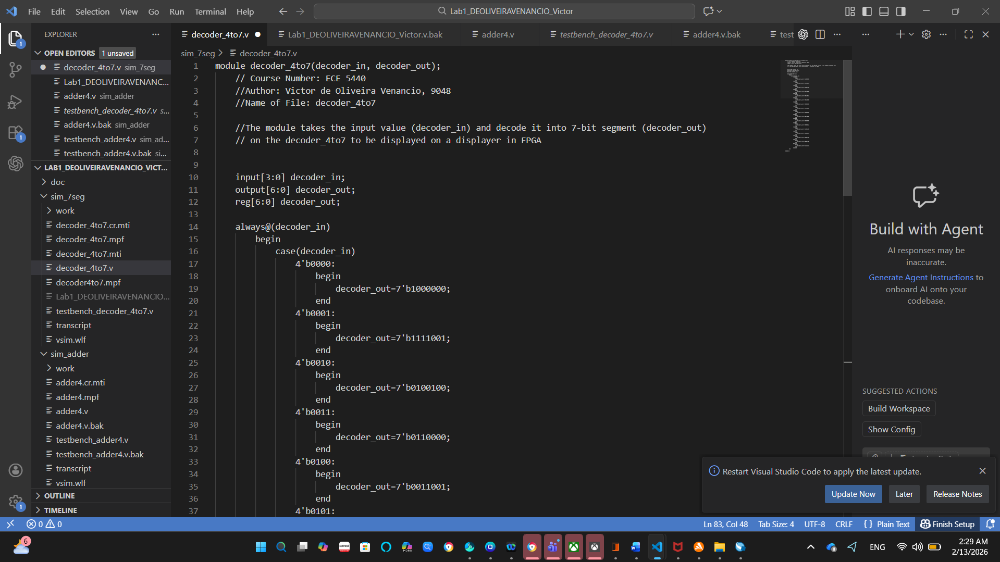 File Edit Selection View Go Run Terminal Help
Lab1_DEOLIVEIRAVENANCIO_Victor
EXPLORER
OPEN EDITORS 1 unsaved
decoder_4to7.v sim_7seg
Lab1_DEOLIVEIRAVENANC...
adder4.v sim_adder
testbench_decoder_4to7.v s...
adder4.v.bak sim_adder
testbench_adder4.v sim_ad...
testbench_adder4.v.bak si...
LAB1_DEOLIVEIRAVENANCIO_VICT...
doc
sim_7seg
work
decoder_4to7.cr.mti
decoder_4to7.mpf
decoder_4to7.mti
decoder_4to7.v
decoder4to7.mpf
Lab1_DEOLIVEIRAVENANCIO...
testbench_decoder_4to7.v
transcript
vsim.wlf
sim_adder
work
adder4.cr.mti
adder4.mpf
adder4.v
adder4.v.bak
testbench_adder4.v
testbench_adder4.v.bak
transcript
vsim.wlf
OUTLINE
TIMELINE
decoder_4to7.v Lab1_DEOLIVEIRAVENANCIO_Victor.v.bak adder4.v testbench_decoder_4to7.v adder4.v.bak test
sim_7seg > decoder_4to7.v
1 module decoder_4to7(decoder_in, decoder_out);
2 // Course Number: ECE 5440
3 //Author: Victor de Oliveira Venancio, 9048
4 //Name of File: decoder_4to7
5
6 //The module takes the input value (decoder_in) and decode it into 7-bit segment (decoder_out)
7 // on the decoder_4to7 to be displayed on a displayer in FPGA
8
9
10 input[3:0] decoder_in;
11 output[6:0] decoder_out;
12 reg[6:0] decoder_out;
13
14 always@(decoder_in)
15 begin
16 case(decoder_in)
17 4'b0000:
18 begin
19 decoder_out=7'b1000000;
20 end
21 4'b0001:
22 begin
23 decoder_out=7'b1111001;
24 end
25 4'b0010:
26 begin
27 decoder_out=7'b0100100;
28 end
29 4'b0011:
30 begin
31 decoder_out=7'b0110000;
32 end
33 4'b0100:
34 begin
35 decoder_out=7'b0011001;
36 end
37 4'b0101:
Build with Agent
AI responses may be
inaccurate.
Generate Agent Instructions to
onboard AI onto your
codebase.
SUGGESTED ACTIONS
Build Workspace
Show Config
Restart Visual Studio Code to apply the latest update.
Update Now Later Release Notes
0 0
Ln 83, Col 48 Tab Size: 4 UTF-8 CRLF { } Plain Text Finish Setup
6
ENG
2:29 AM
2/13/2026